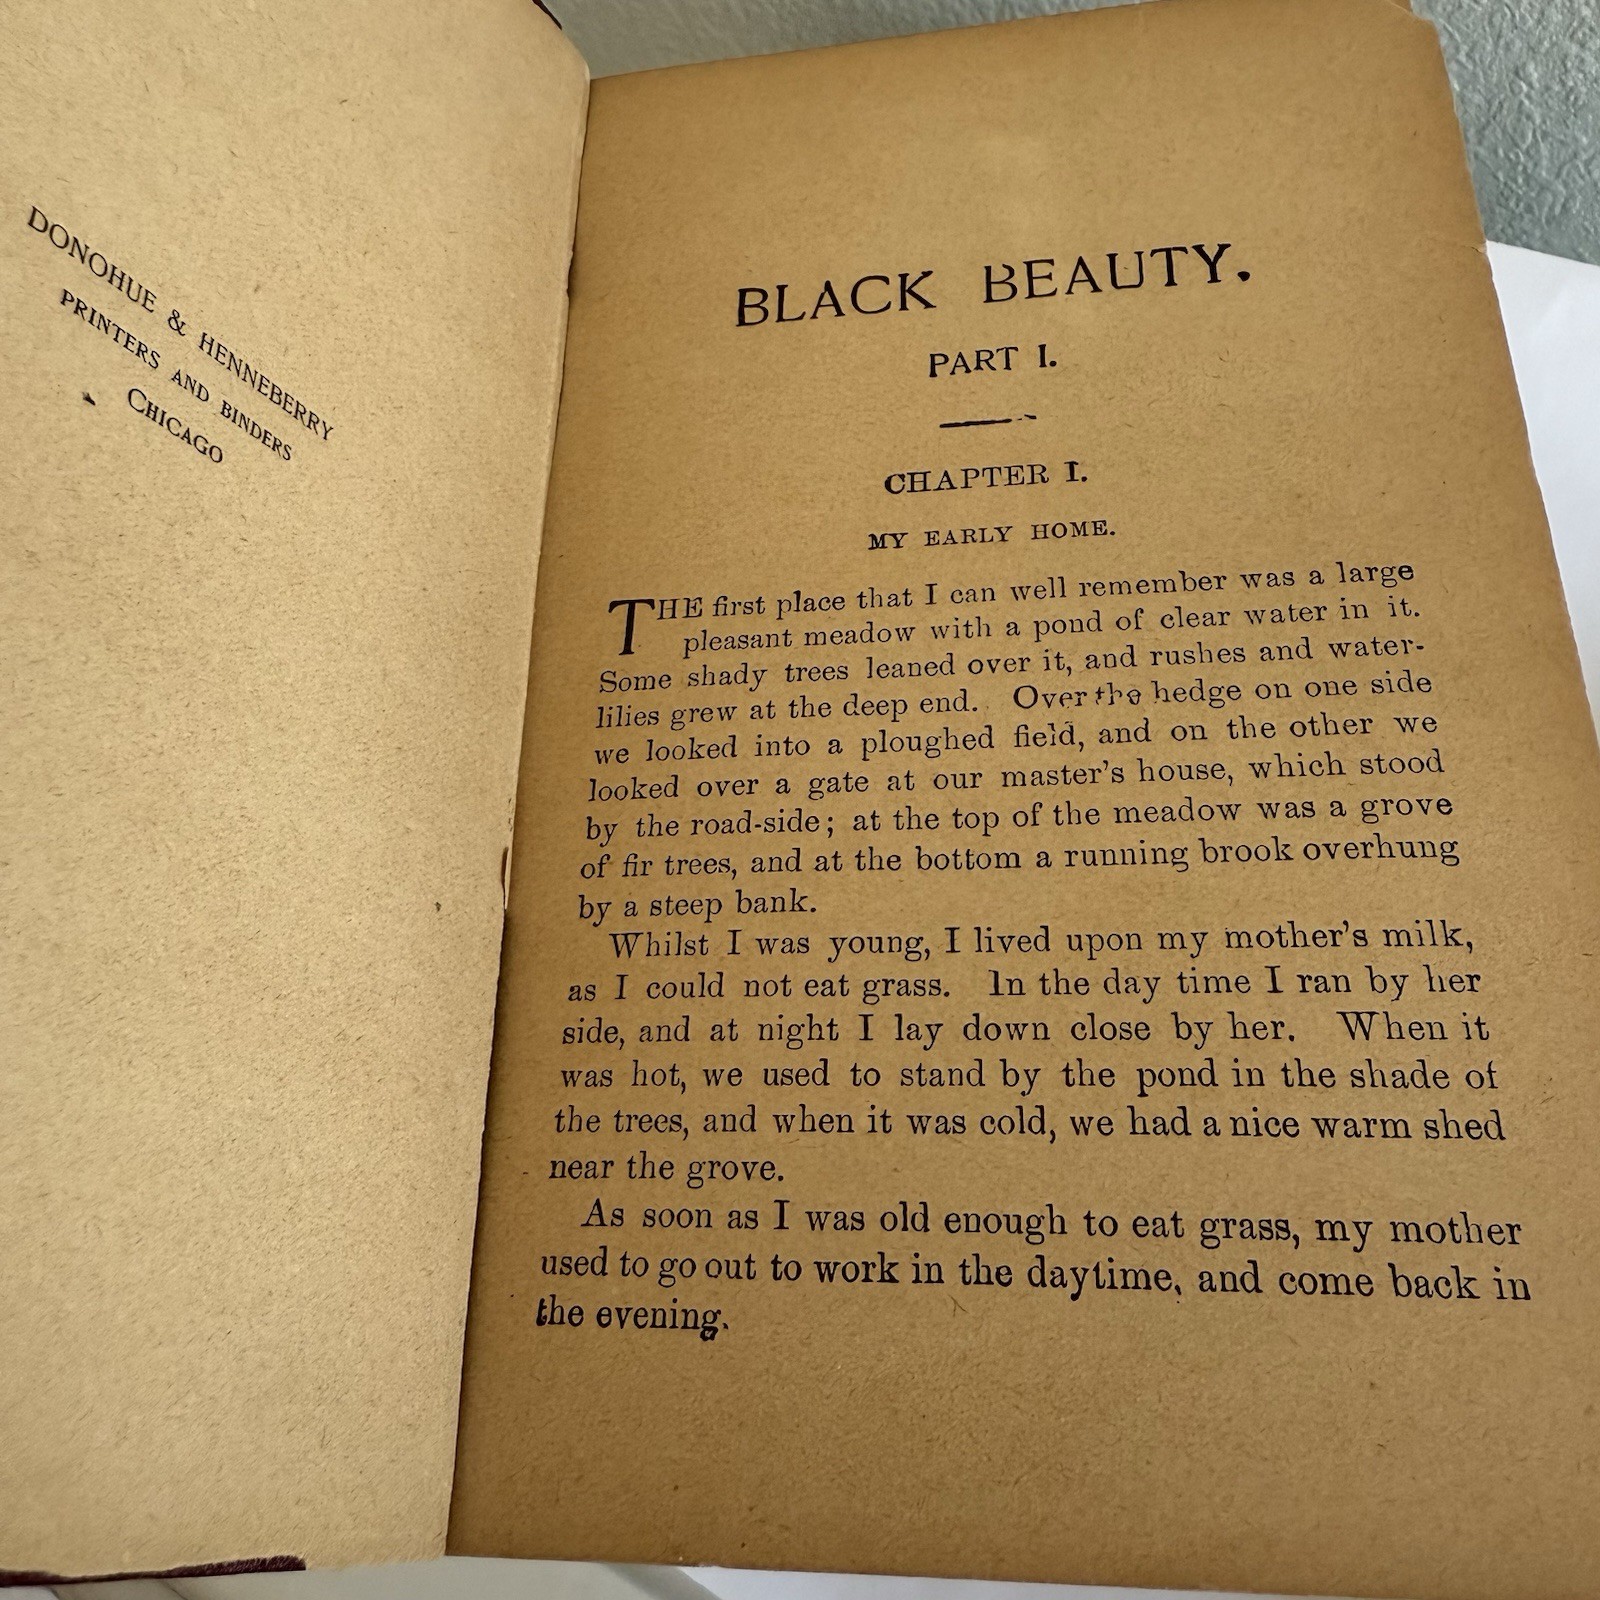 DONOHUE & HENNEBERRY
PRINTERS AND BINDERS
CHICAGO
BLACK BEAUTY.
PART I.
CHAPTER I.
MY EARLY HOME.
THE first place that I can well remember was a large
pleasant meadow with a pond of clear water in it.
Some shady trees leaned over it, and rushes and water-
lilies grew at the deep end. Over the hedge on one side
we looked into a ploughed field, and on the other we
looked over a gate at our master's house, which stood
by the road-side; at the top of the meadow was a grove
of fir trees, and at the bottom a running brook overhung
by a steep bank.
Whilst I was young, I lived upon my mother's milk,
as I could not eat grass. In the day time I ran by her
side, and at night I lay down close by her. When it
was hot, we used to stand by the pond in the shade of
the trees, and when it was cold, we had a nice warm shed
near the grove.
As soon as I was old enough to eat grass, my mother
used to go out to work in the daytime, and come back in
the evening.